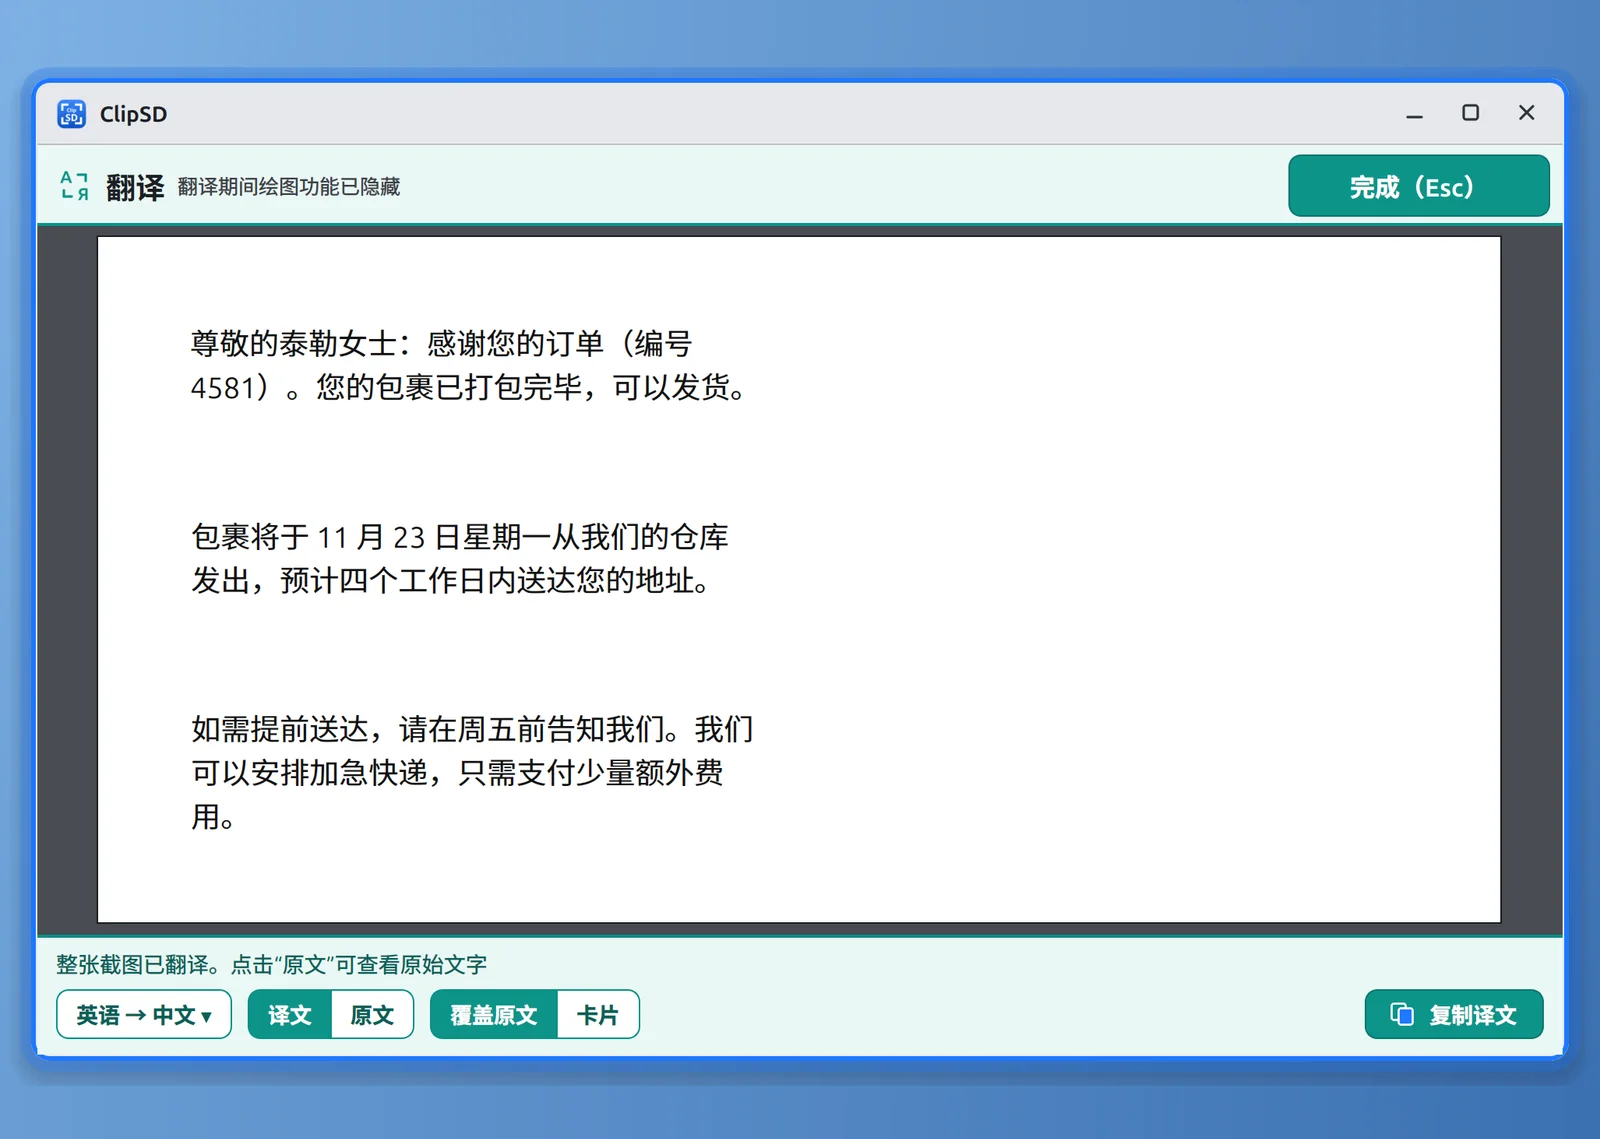 ClipSD
翻译 翻译期间绘图功能已隐藏
完成（Esc）
尊敬的泰勒女士：感谢您的订单（编号
4581）。您的包裹已打包完毕，可以发货。
包裹将于 11 月 23 日星期一从我们的仓库
发出，预计四个工作日内送达您的地址。
如需提前送达，请在周五前告知我们。我们
可以安排加急快递，只需支付少量额外费
用。
整张截图已翻译。点击“原文”可查看原始文字
英语 → 中文 ▾ 译文 原文 覆盖原文 卡片 复制译文